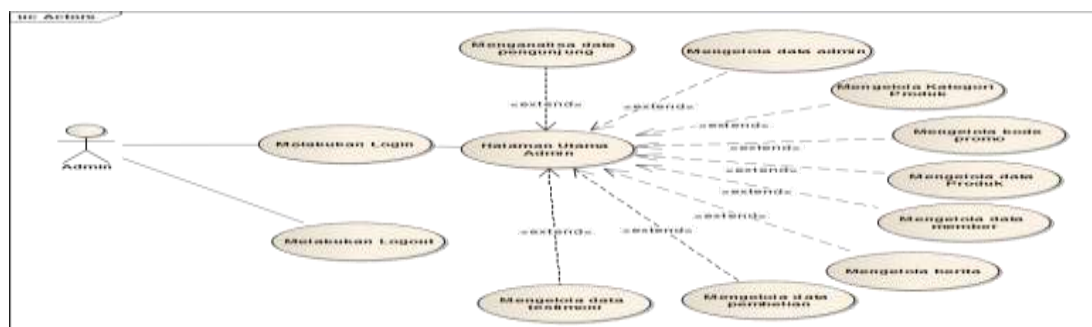 uc Actors
Menganalisa data
pengunjung
Mengelola data admin
Mengelola Kategori
Produk
«extend»
«extend»
«extend»
Mengelola kode
promo
Melakukan Login
Halaman Utama
Admin
«extend»
Admin
«extend»
Mengelola data
Produk
«extend»
Mengelola data
member
«extend»
«extend»
«extend»
Melakukan Logout
Mengelola berita
Mengelola data
testimoni
Mengelola data
pembelian